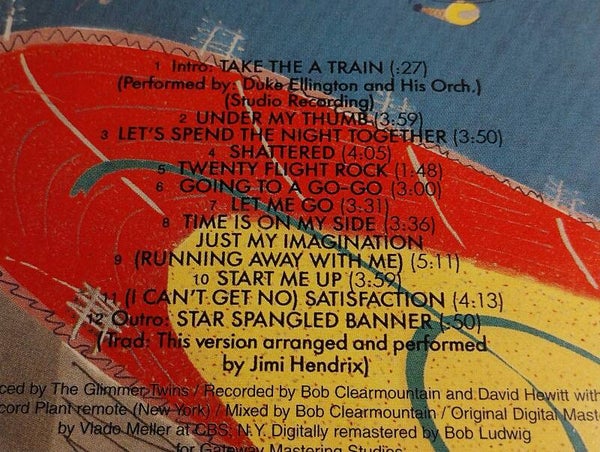 1 Intro: TAKE THE A TRAIN (:27)
(Performed by: Duke Ellington and His Orch.)
(Studio Recording)
2 UNDER MY THUMB (3:59)
3 LET'S SPEND THE NIGHT TOGETHER (3:50)
4 SHATTERED (4:05)
5 TWENTY FLIGHT ROCK (1:48)
6 GOING TO A GO-GO (3:00)
7 LET ME GO (3:31)
8 TIME IS ON MY SIDE (3:36)
JUST MY IMAGINATION
9 (RUNNING AWAY WITH ME) (5:11)
10 START ME UP (3:59)
11 (I CAN'T GET NO) SATISFACTION (4:13)
12 Outro: STAR SPANGLED BANNER (:50)
(Trad: This version arranged and performed
by Jimi Hendrix)
ced by The Glimmer Twins / Recorded by Bob Clearmountain and David Hewitt with
cord Plant remote (New York) / Mixed by Bob Clearmountain / Original Digital Maste
by Vlado Meller at CBS, N.Y. Digitally remastered by Bob Ludwig
for Gateway Mastering Studios